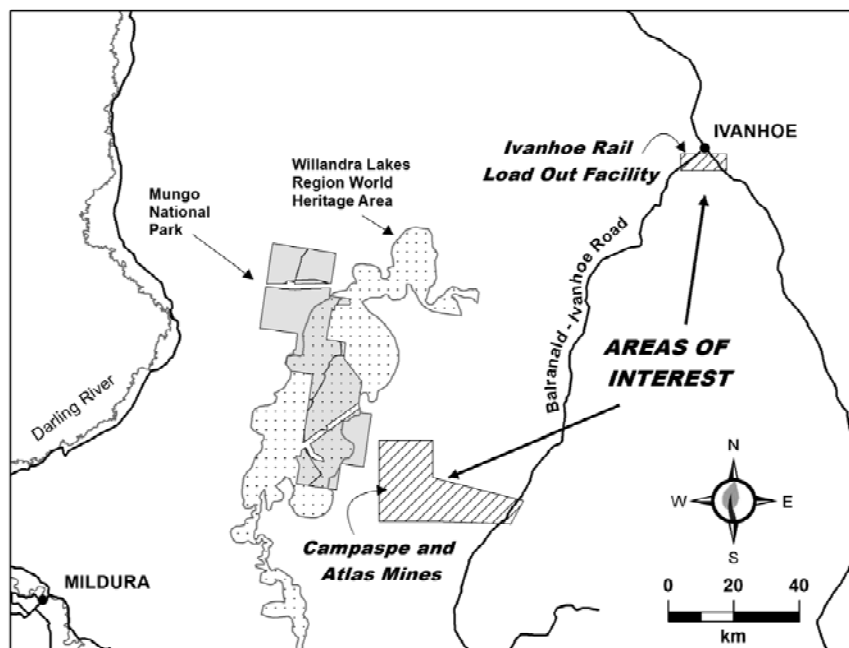 IVANHOE
Ivanhoe Rail
Load Out Facility
Willandra Lakes
Region World
Heritage Area
Mungo
National
Park
Balranald - Ivanhoe Road
AREAS OF
INTEREST
Darling River
N
W
E
S
Campaspe and
Atlas Mines
MILDURA
0
20
40
km